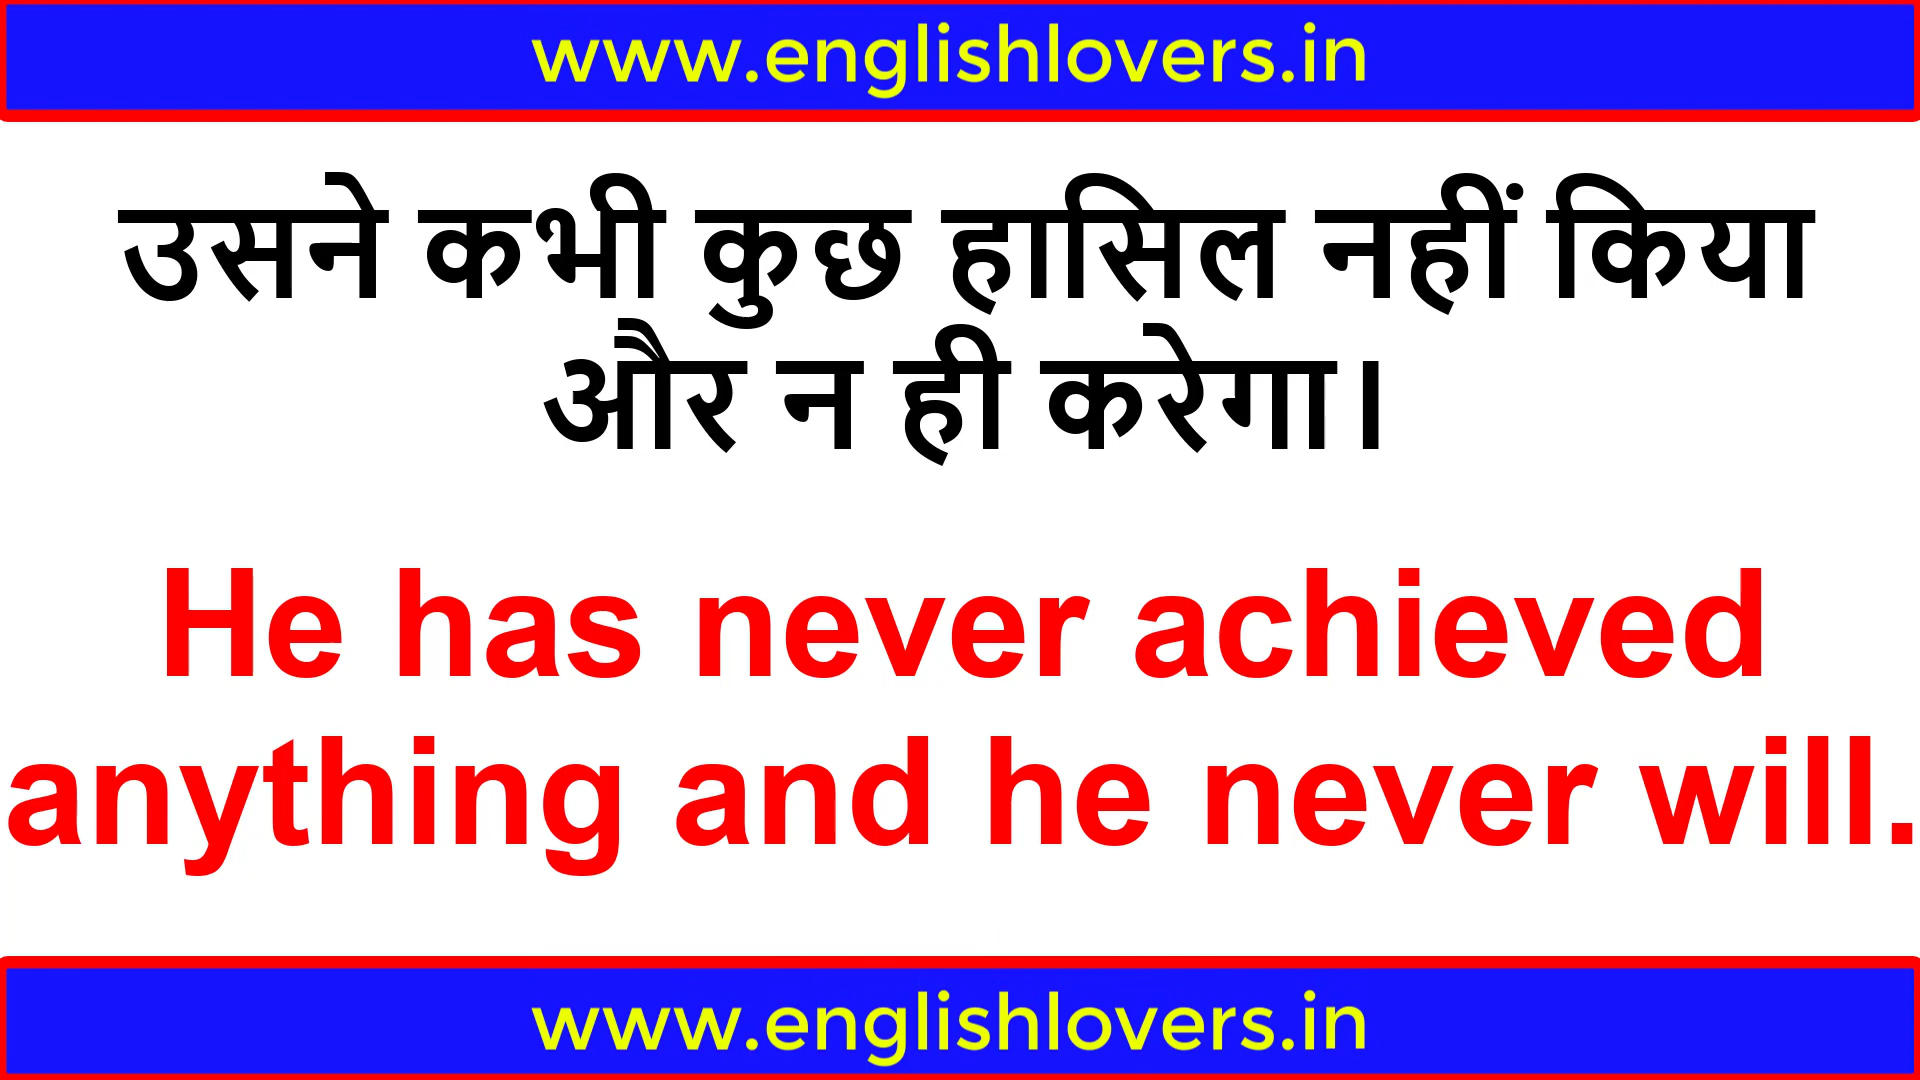 www.englishlovers.in
उसने कभी कुछ हासिल नहीं किया
और न ही करेगा।
He has never achieved
anything and he never will.
www.englishlovers.in